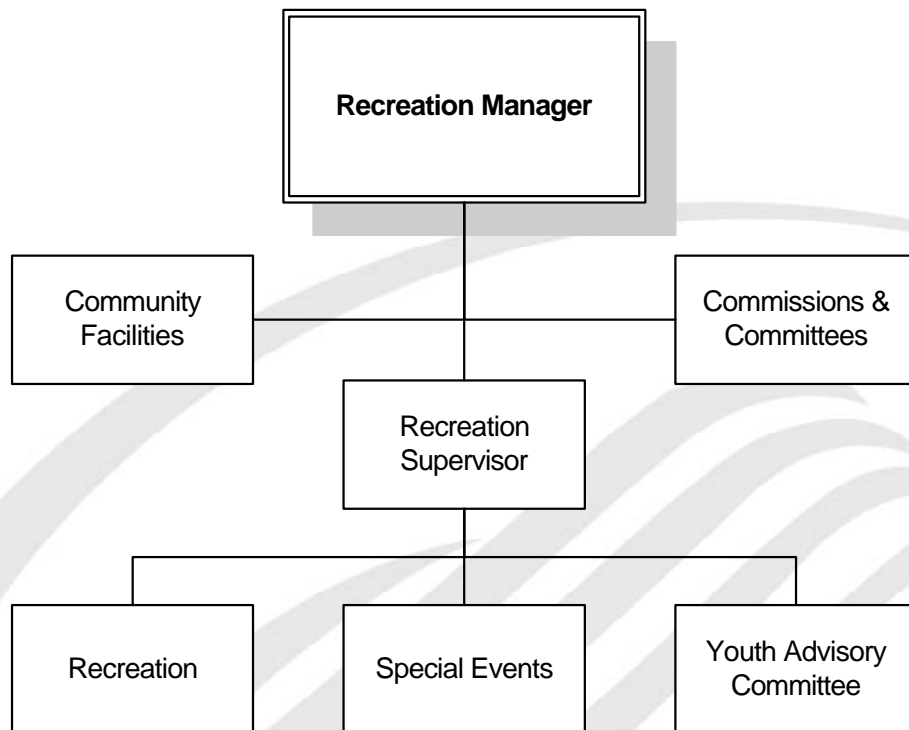 Recreation Manager
Community
Facilities
Commissions &
Committees
Recreation
Supervisor
Recreation
Special Events
Youth Advisory
Committee